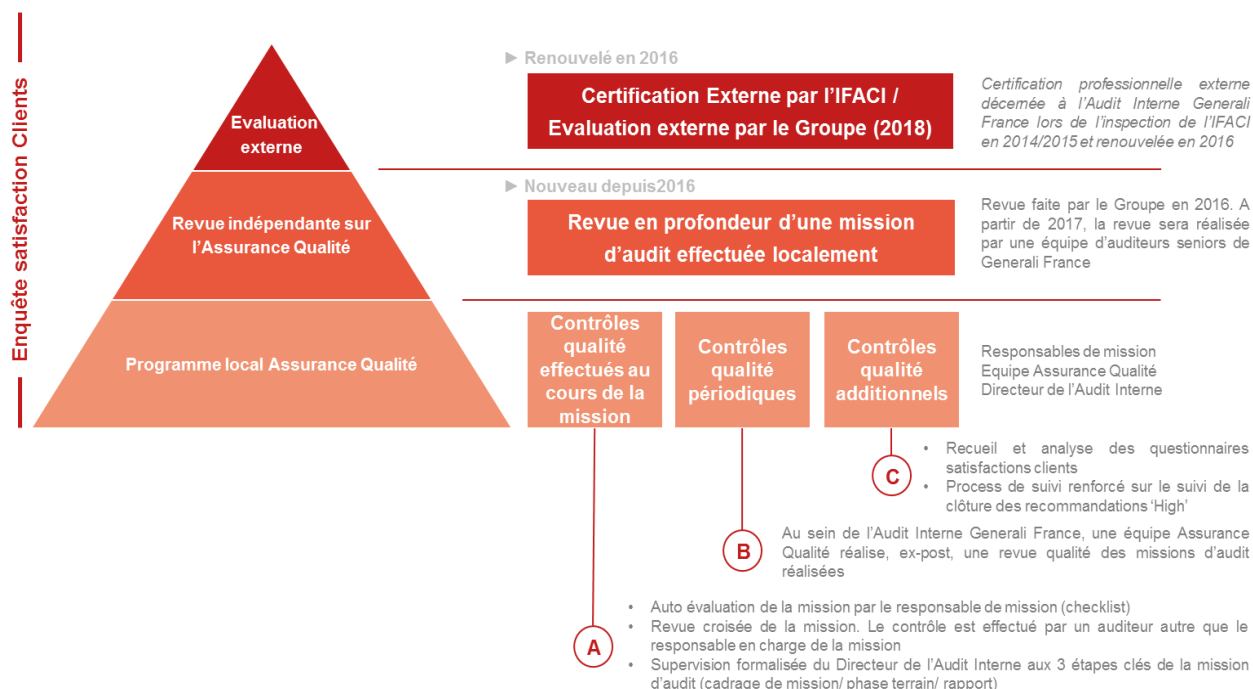 Enquête satisfaction Clients
Evaluation
externe
Revue indépendante sur
l'Assurance Qualité
Programme local Assurance Qualité
► Renouvelé en 2016
Certification Externe par l'IFACI /
Evaluation externe par le Groupe (2018)
Certification professionnelle externe
décernée à l'Audit Interne Generali
France lors de l'inspection de l'IFACI
en 2014/2015 et renouvelée en 2016
► Nouveau depuis2016
Revue en profondeur d'une mission
d'audit effectuée localement
Revue faite par le Groupe en 2016. A
partir de 2017, la revue sera réalisée
par une équipe d'auditeurs seniors de
Generali France
Contrôles
qualité
effectués au
cours de la
mission
Contrôles
qualité
périodiques
Contrôles
qualité
additionnels
Responsables de mission
Equipe Assurance Qualité
Directeur de l'Audit Interne
C
• Recueil et analyse des questionnaires
satisfactions clients
• Process de suivi renforcé sur le suivi de la
clôture des recommandations 'High'
B
Au sein de l'Audit Interne Generali France, une équipe Assurance
Qualité réalise, ex-post, une revue qualité des missions d'audit
réalisées
A
• Auto évaluation de la mission par le responsable de mission (checklist)
• Revue croisée de la mission. Le contrôle est effectué par un auditeur autre que le
responsable en charge de la mission
• Supervision formalisée du Directeur de l'Audit Interne aux 3 étapes clés de la mission
d'audit (cadrage de mission/ phase terrain/ rapport)